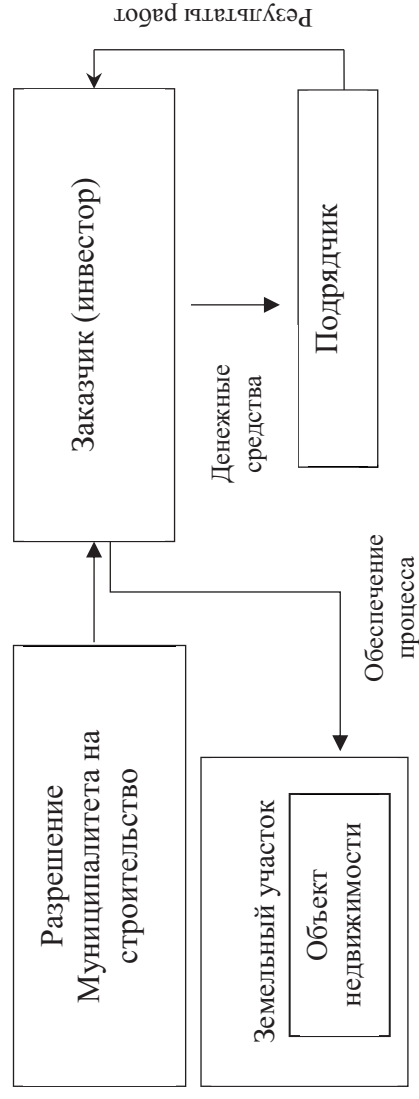 Разрешение
Муниципалитета на
строительство
Заказчик (инвестор)
Результаты работ
Денежные
средства
Земельный участок
Объект
недвижимости
Обеспечение
процесса
Подрядчик